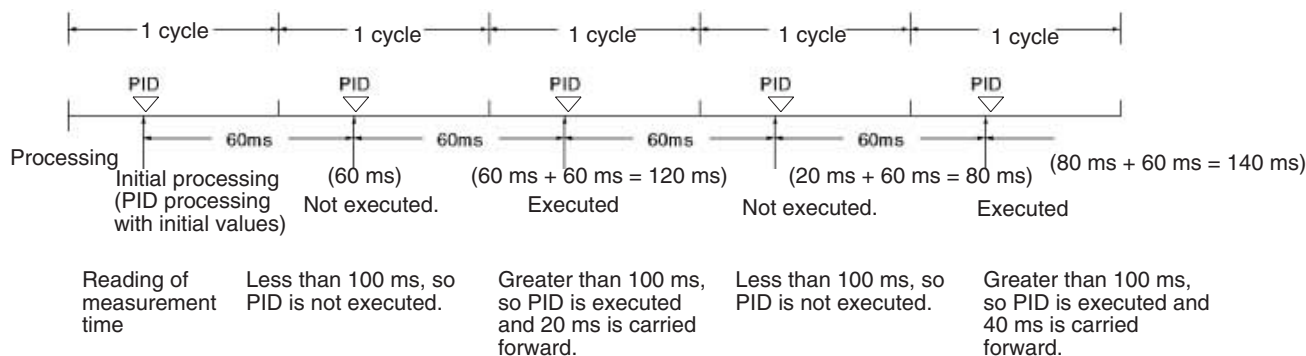 1 cycle 1 cycle 1 cycle 1 cycle 1 cycle
PID PID PID PID PID
60ms 60ms 60ms 60ms
Processing
Initial processing
(PID processing
with initial values)
(60 ms)
Not executed.
(60 ms + 60 ms = 120 ms)
Executed
(20 ms + 60 ms = 80 ms)
Not executed.
(80 ms + 60 ms = 140 ms)
Executed
Reading of
measurement
time
Less than 100 ms, so
PID is not executed.
Greater than 100 ms,
so PID is executed
and 20 ms is carried
forward.
Less than 100 ms, so
PID is not executed.
Greater than 100 ms,
so PID is executed and
40 ms is carried
forward.